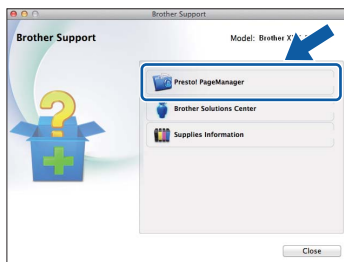 Brother Support
Brother Support
Model: Brother
Presto! PageManager
Brother Solutions Center
Supplies Information
Close